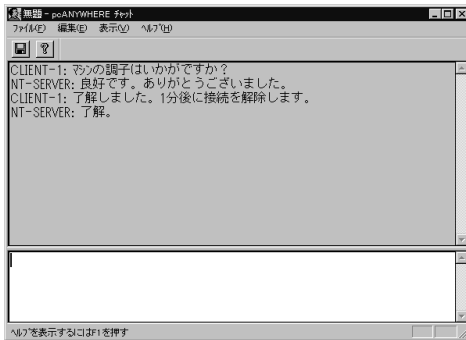 無題 - pcANYWHERE ﾁｬｯﾄ
ﾌｧｲﾙ(F) 編集(E) 表示(V) ﾍﾙﾌﾟ(H)
CLIENT-1: ﾏｼﾝの調子はいかがですか？
NT-SERVER: 良好です。ありがとうございました。
CLIENT-1: 了解しました。1分後に接続を解除します。
NT-SERVER: 了解。
ﾍﾙﾌﾟを表示するにはF1を押す